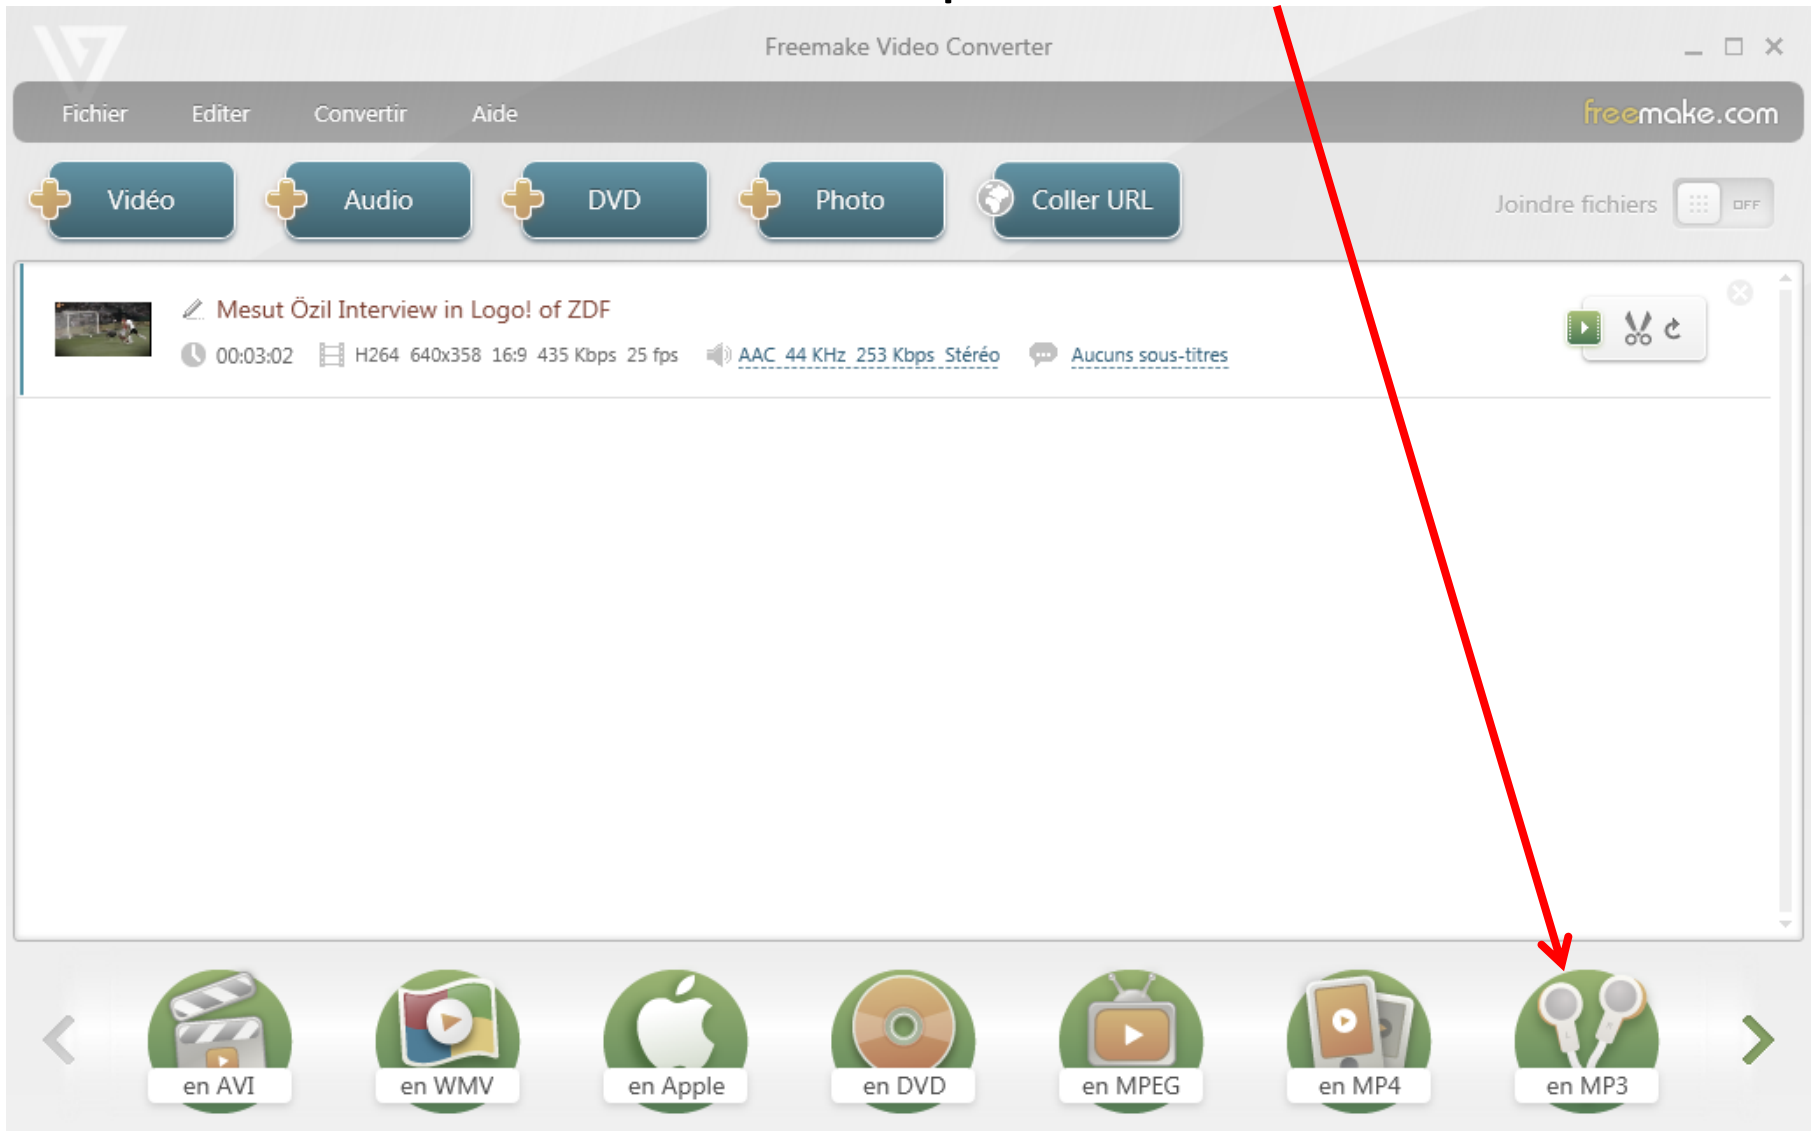 Freemake Video Converter
Fichier Editer Convertir Aide
freemake.com
Vidéo Audio DVD Photo Coller URL
Joindre fichiers OFF
Mesut Özil Interview in Logo! of ZDF
00:03:02 H264 640x358 16:9 435 Kbps 25 fps AAC 44 KHz 253 Kbps Stéréo Aucuns sous-titres
en AVI en WMV en Apple en DVD en MPEG en MP4 en MP3